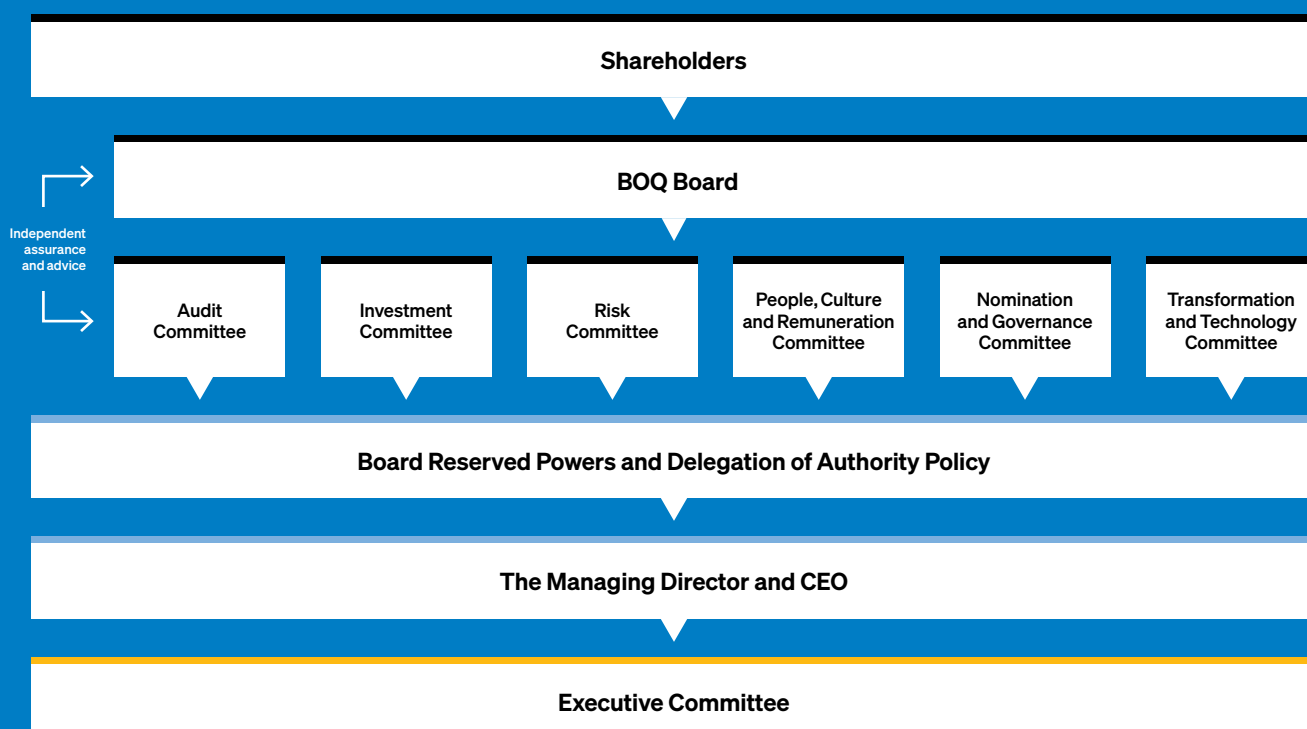 Shareholders
BOQ Board
Independent
assurance
and advice
Audit
Committee
Investment
Committee
Risk
Committee
People, Culture
and Remuneration
Committee
Nomination
and Governance
Committee
Transformation
and Technology
Committee
Board Reserved Powers and Delegation of Authority Policy
The Managing Director and CEO
Executive Committee